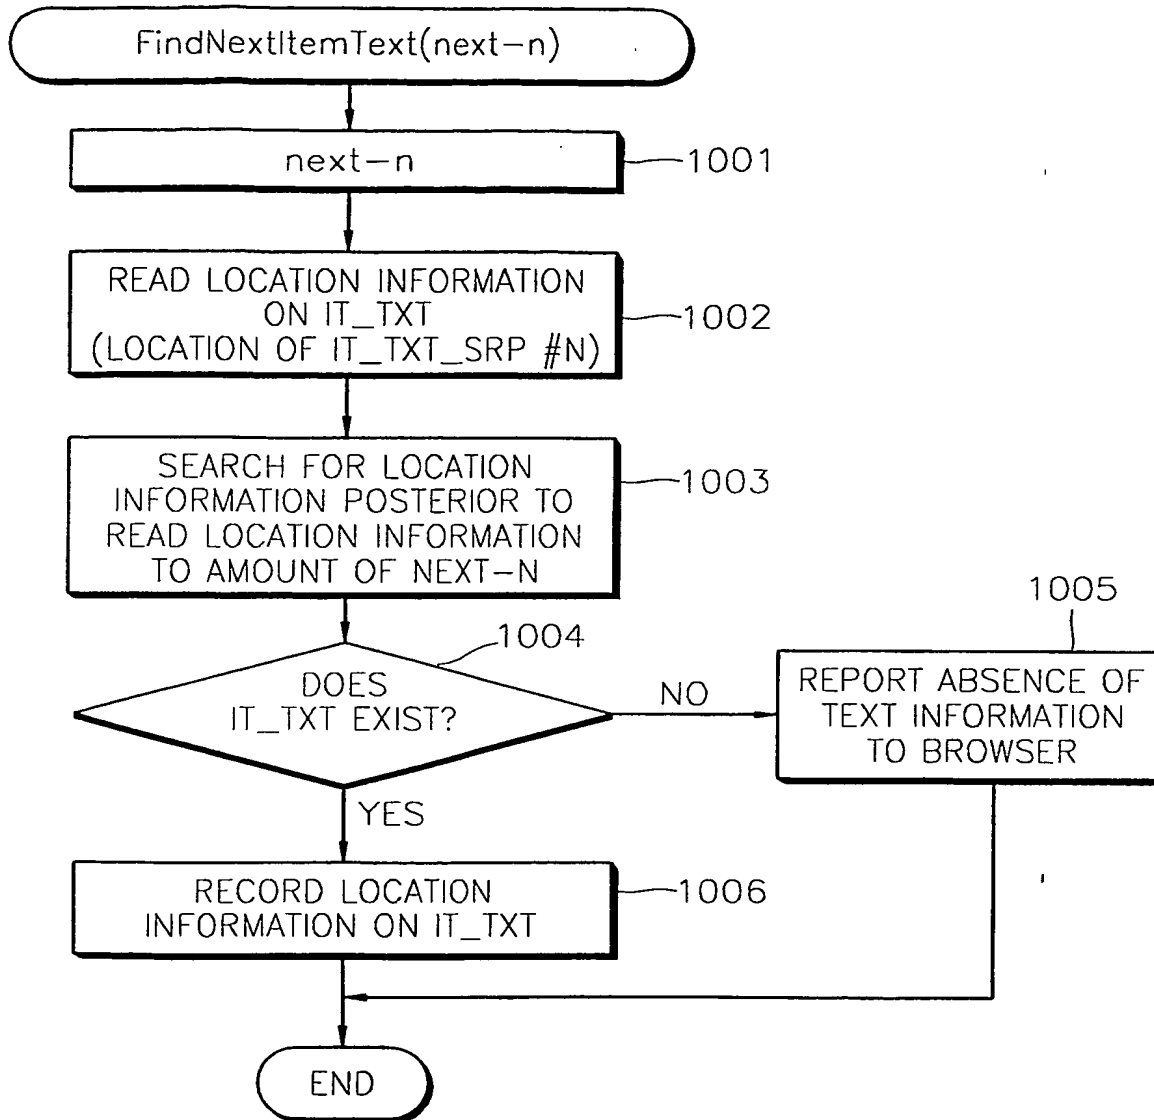 FindNextItemText(next-n)
next-n
1001
READ LOCATION INFORMATION
ON IT_TXT
(LOCATION OF IT_TXT_SRP #N)
1002
SEARCH FOR LOCATION
INFORMATION POSTERIOR TO
READ LOCATION INFORMATION
TO AMOUNT OF NEXT-N
1003
1004
DOES
IT_TXT EXIST?
NO
1005
REPORT ABSENCE OF
TEXT INFORMATION
TO BROWSER
YES
RECORD LOCATION
INFORMATION ON IT_TXT
1006
END